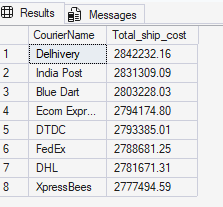 Results Messages
CourierName Total_ship_cost
1 Delhivery 2842232.16
2 India Post 2831309.09
3 Blue Dart 2803228.03
4 Ecom Expr... 2794174.80
5 DTDC 2793385.01
6 FedEx 2788681.25
7 DHL 2781671.31
8 XpressBees 2777494.59